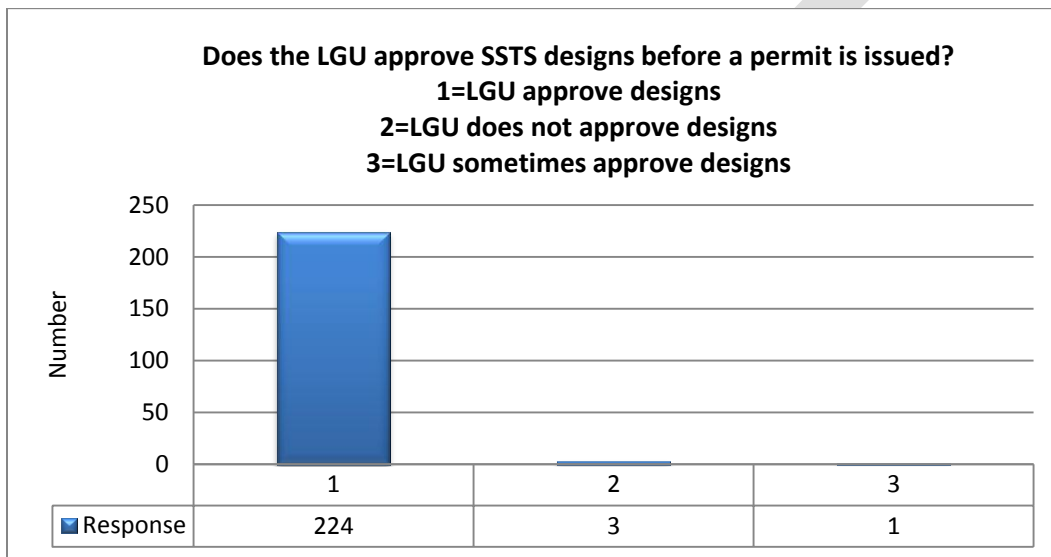 Does the LGU approve SSTS designs before a permit is issued?
1=LGU approve designs
2=LGU does not approve designs
3=LGU sometimes approve designs
250
200
150
100
50
0
Number
1 2 3
Response 224 3 1